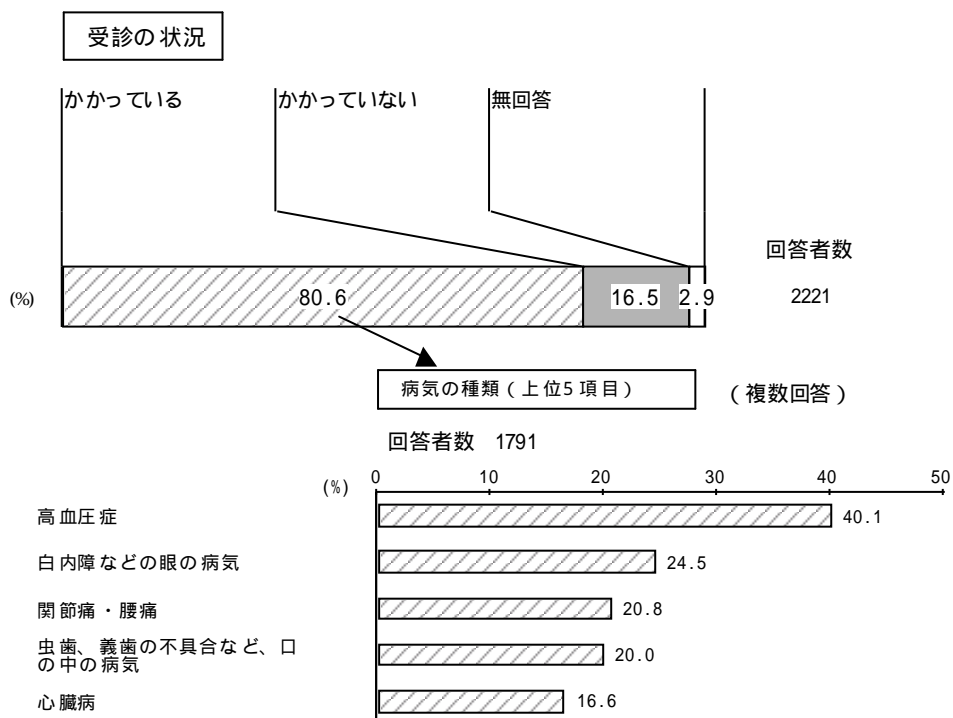 受診の状況
かかっている
かかっていない
無回答
回答者数
(%)
80.6
16.5
2.9
2221
病気の種類(上位5項目)
(複数回答)
回答者数 1791
(%)
0
10
20
30
40
50
高血圧症
40.1
白内障などの眼の病気
24.5
関節痛・腰痛
20.8
虫歯、義歯の不具合など、口
の中の病気
20.0
心臓病
16.6